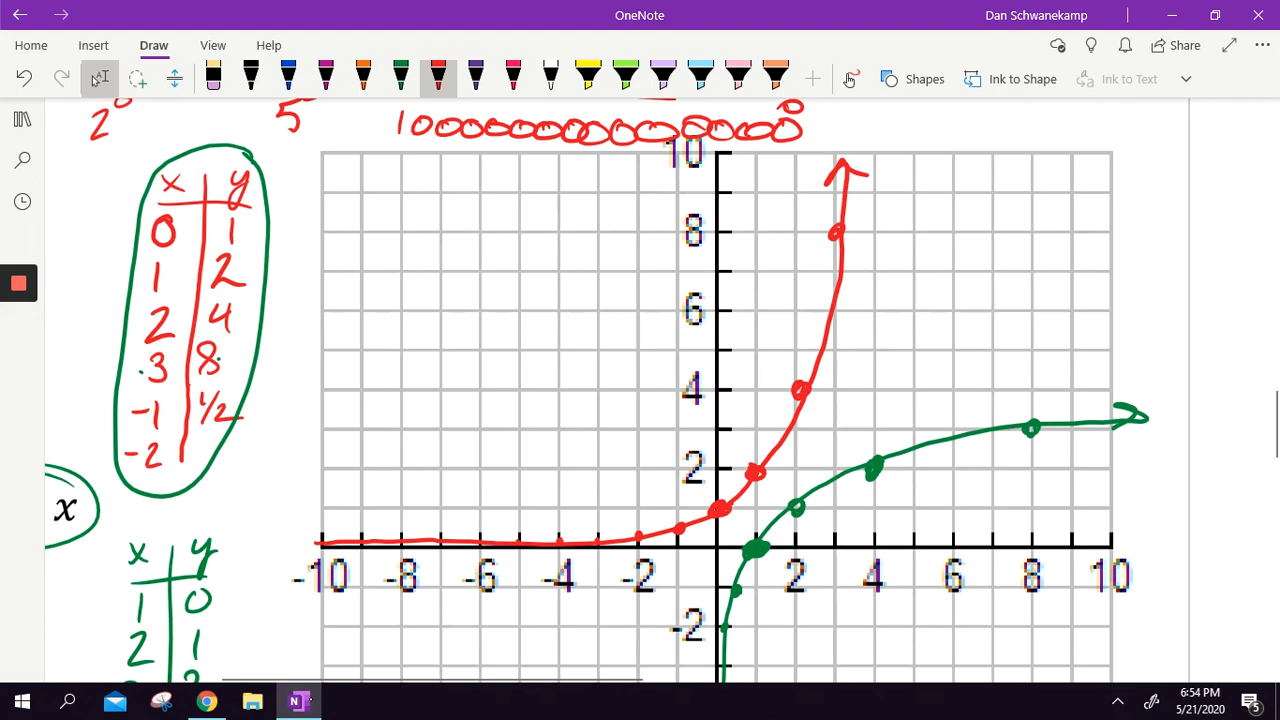 OneNote
Dan Schwanekamp
Home Insert Draw View Help
Share
Shapes Ink to Shape Ink to Text
2⁰ 5 10000000000000000⁰
10
x y
0 1
8
1 2
2 4
6
3 8
4
-1 1/2
-2
2
x
-10 -8 -6 -4 -2 2 4 6 8 10
x y
1 0
-2
2 1
6:54 PM
5/21/2020
5